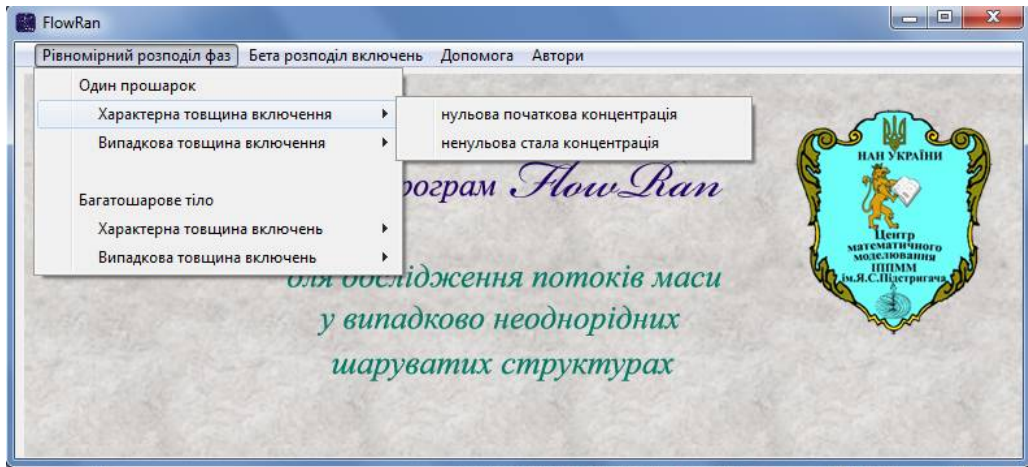 FlowRan
Рівномірний розподіл фаз Бета розподіл включень Допомога Автори
Один прошарок
Характерна товщина включення
Випадкова товщина включення
Багатошарове тіло
Характерна товщина включень
Випадкова товщина включень
нульова початкова концентрація
ненульова стала концентрація
FlowRan
для дослідження потоків маси
у випадково неоднорідних
шаруватих структурах
НАН УКРАЇНИ
Центр
математичного
моделювання
ІППММ
ім.Я.С.Підстригача